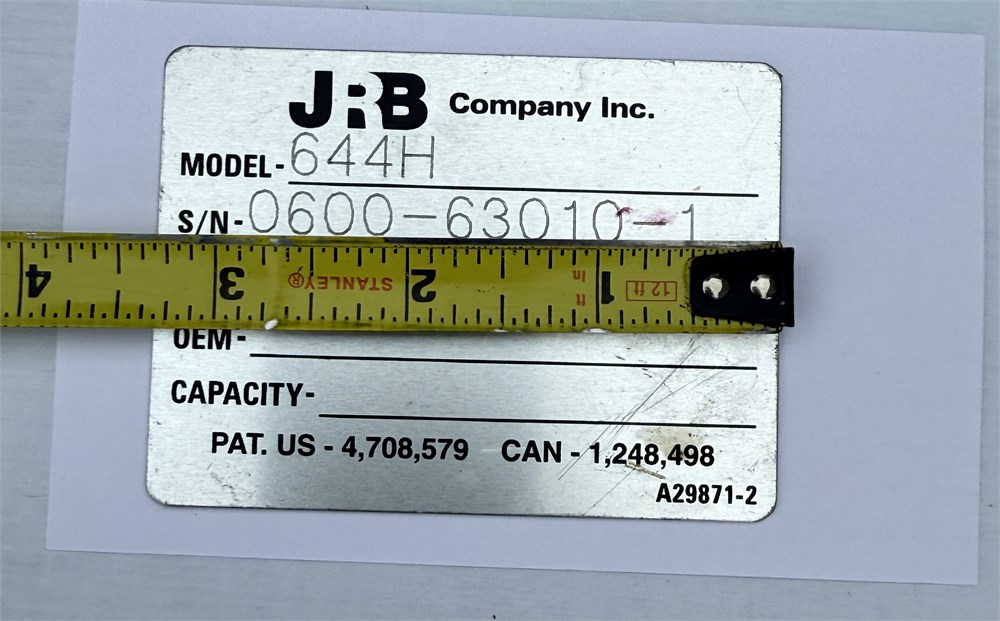 JRB Company Inc.
MODEL- 644H
S/N- 0600-63010-1
4 3 STANLEY® 2 in ft 1 12 ft
OEM-
CAPACITY-
PAT. US - 4,708,579 CAN - 1,248,498
A29871-2